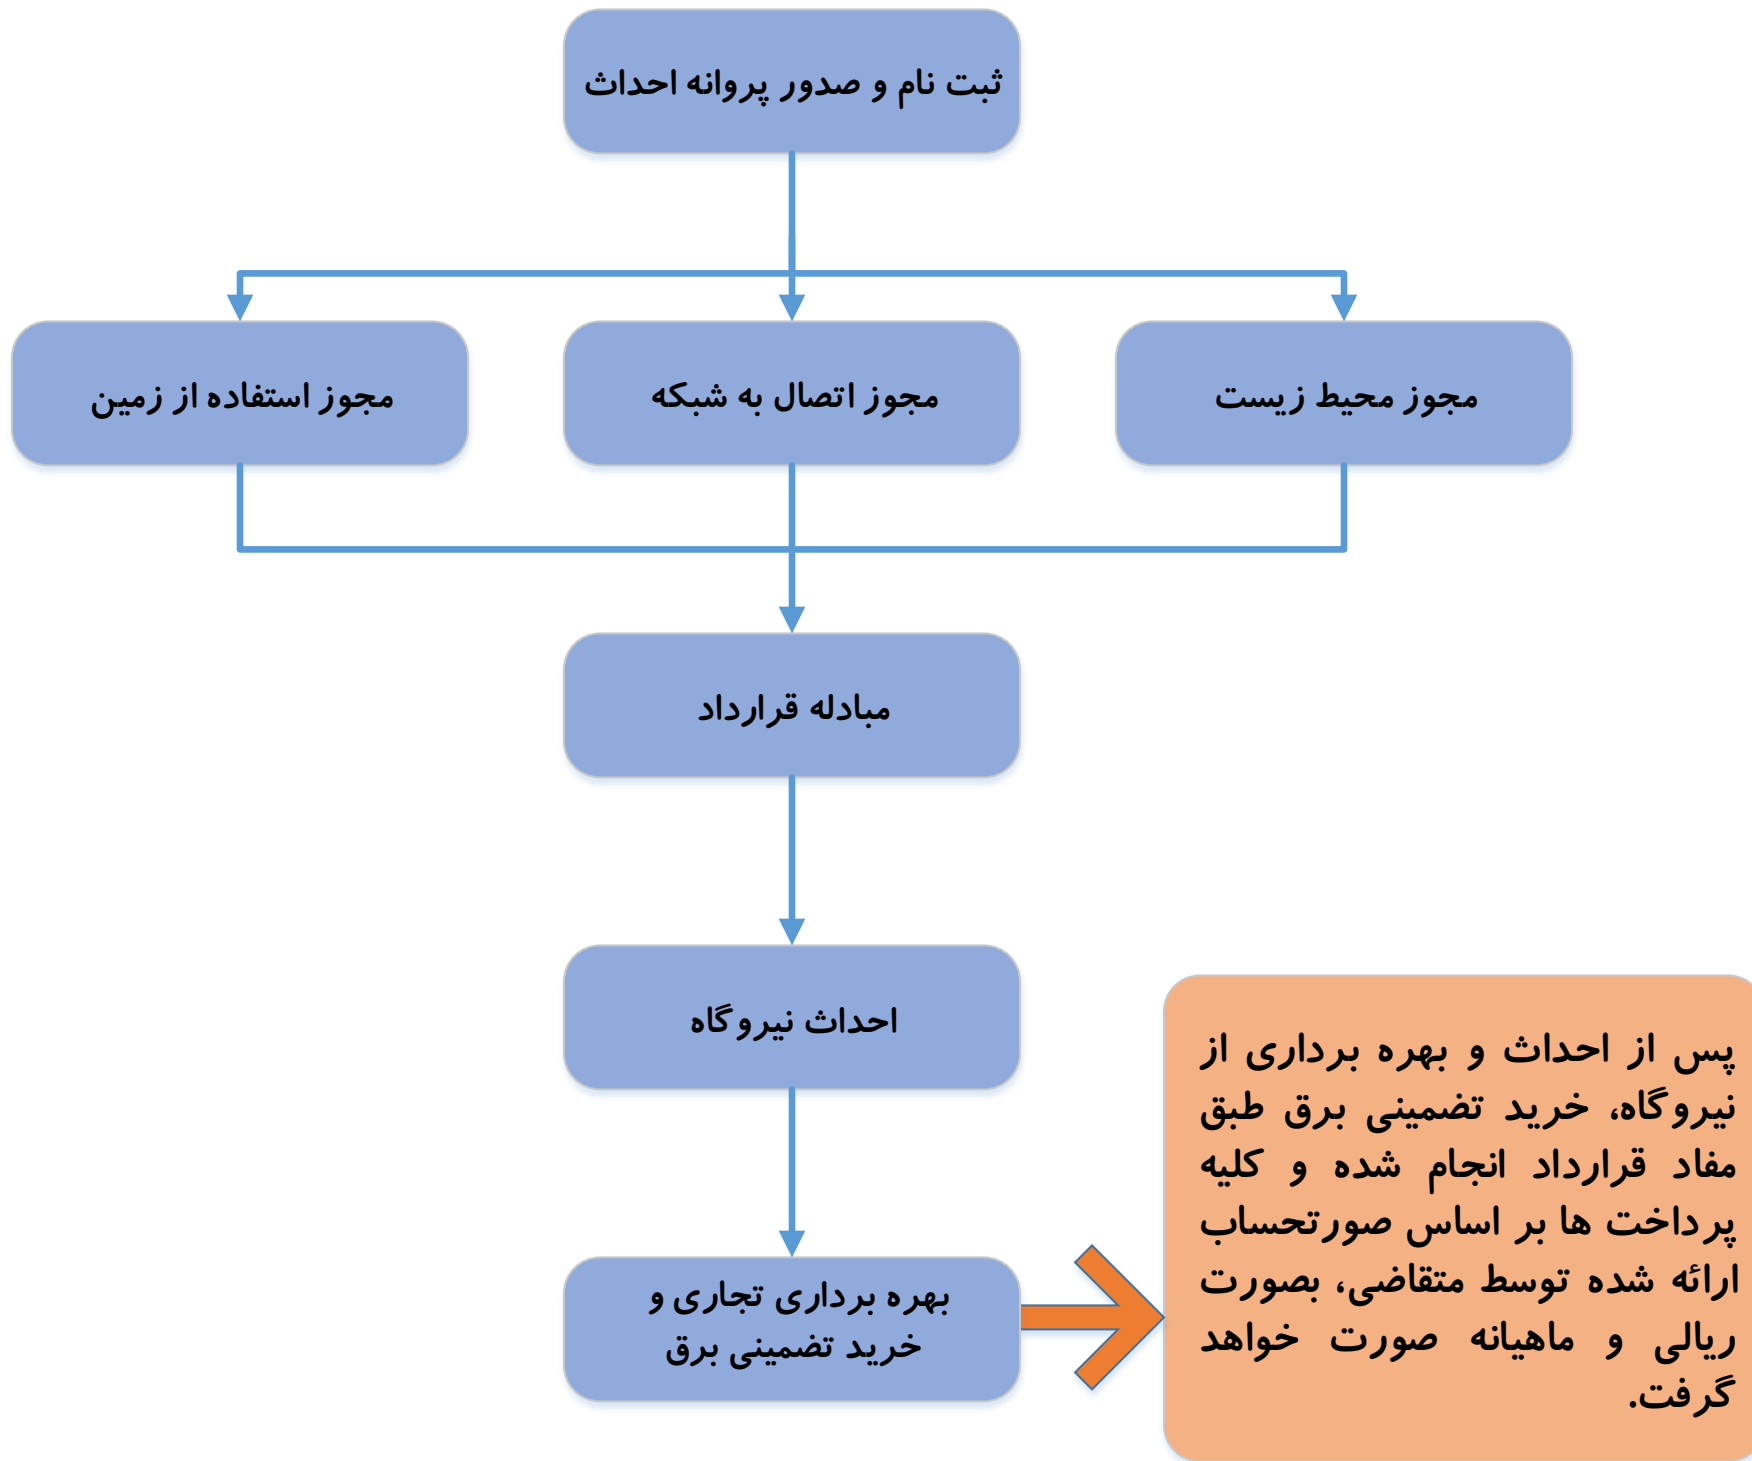 ثبت نام و صدور پروانه احداث
مجوز محیط زیست
مجوز اتصال به شبکه
مجوز استفاده از زمین
مبادله قرارداد
احداث نیروگاه
بهره برداری تجاری و
خرید تضمینی برق
پس از احداث و بهره برداری از
نیروگاه، خرید تضمینی برق طبق
مفاد قرارداد انجام شده و کلیه
پرداخت ها بر اساس صورتحساب
ارائه شده توسط متقاضی، بصورت
ریالی و ماهیانه صورت خواهد
گرفت.